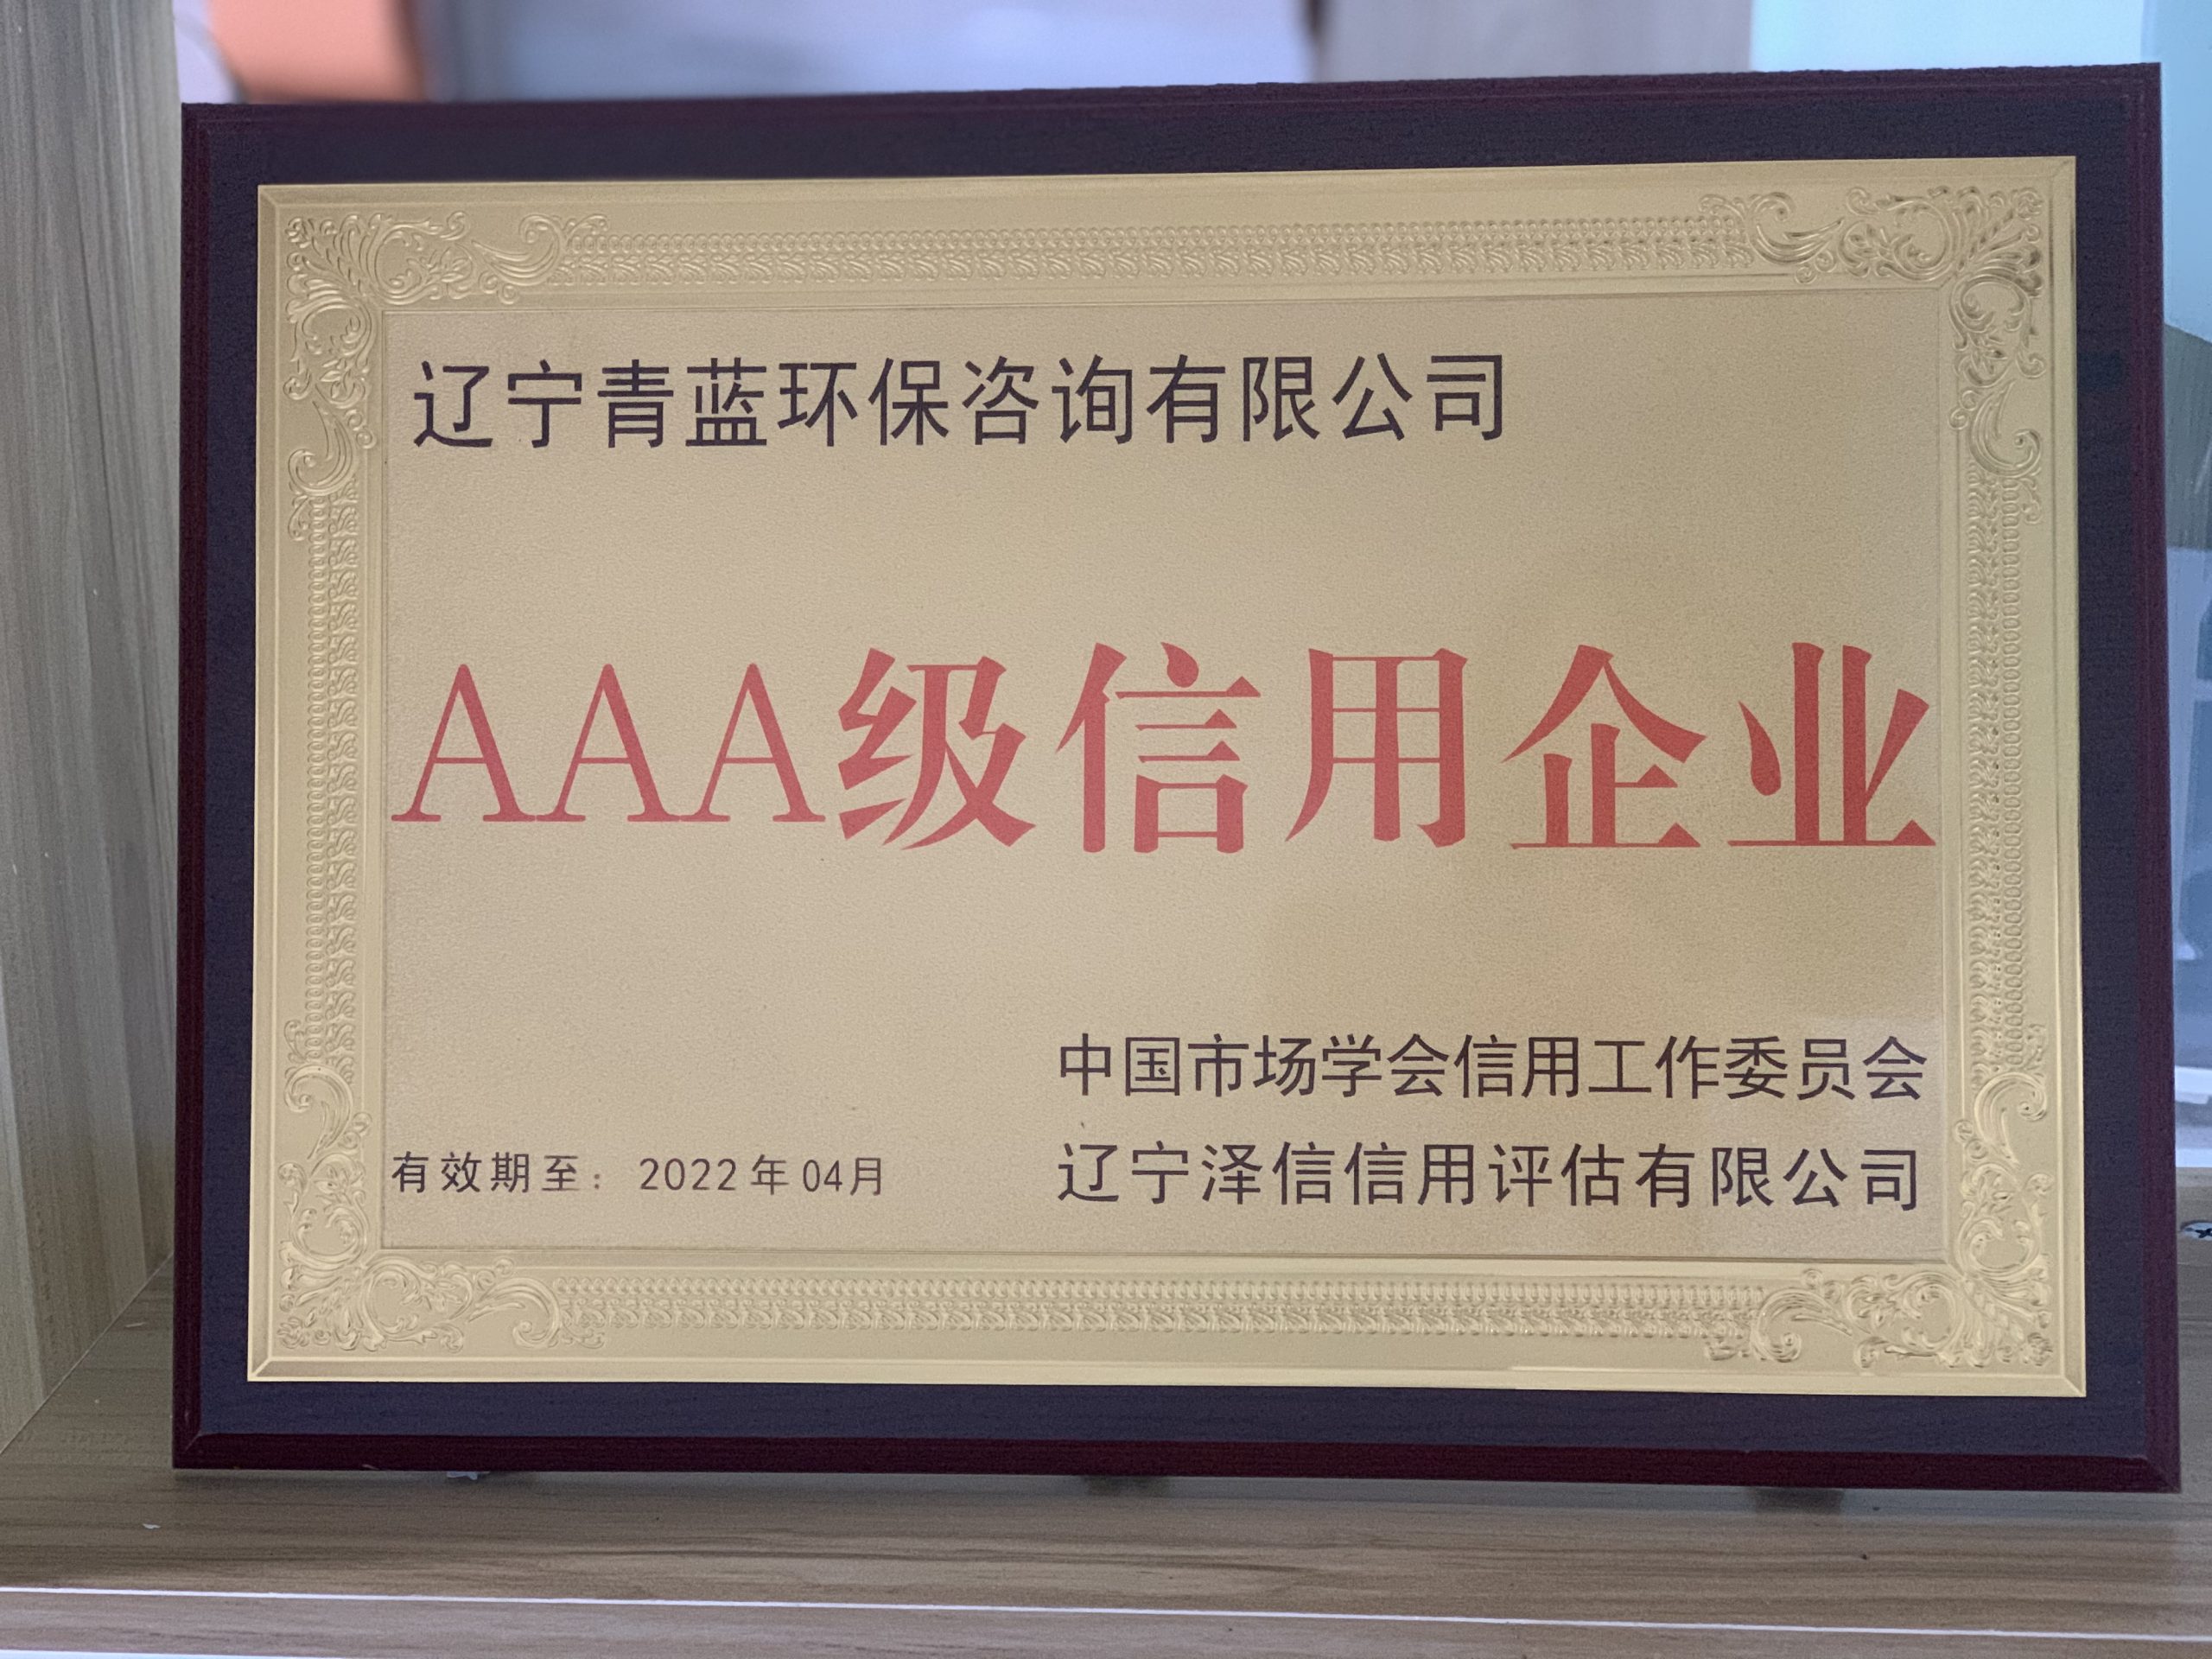 辽宁青蓝环保咨询有限公司
AAA级信用企业
中国市场学会信用工作委员会
有效期至：2022年04月
辽宁泽信信用评估有限公司